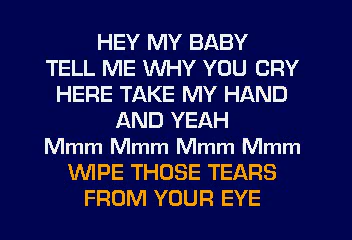 HEY MY BABY
TELL ME WHY YOU CRY
HERE TAKE MY HAND
AND YEAH
Mmm Mmm Mmm Mmm
WIPE THOSE TEARS
FROM YOUR EYE